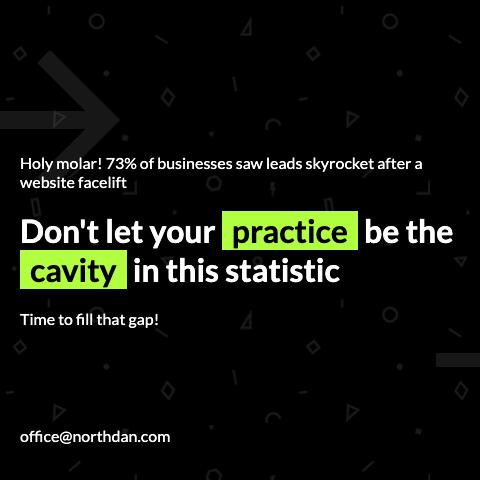 Holy molar! 73% of businesses saw leads skyrocket after a
website facelift
Don't let your practice be the
cavity in this statistic
Time to fill that gap!
office@northdan.com